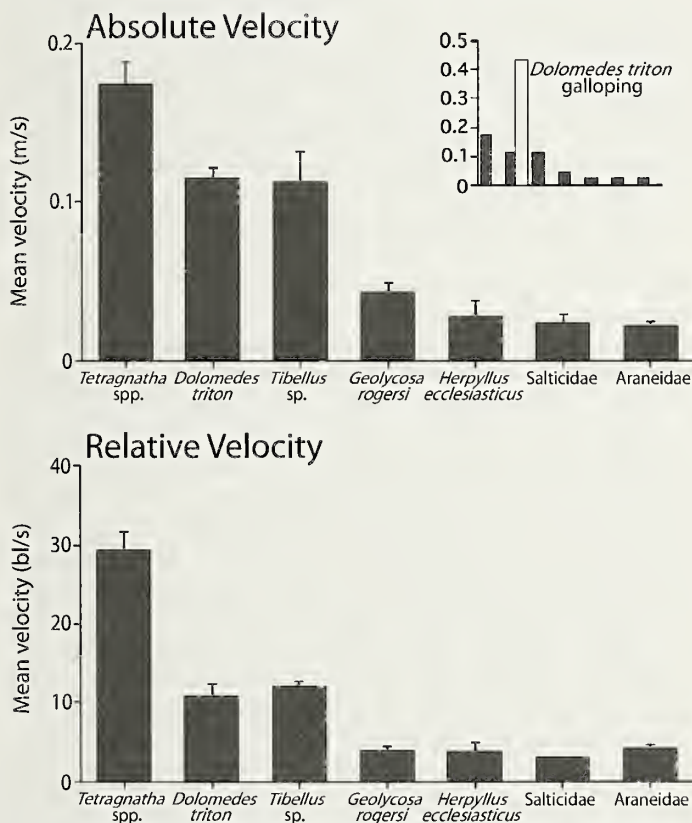 Absolute Velocity
0.2
0.1
0
Mean velocity (m/s)
0.5
0.4
0.3
0.2
0.1
0
Dolomedes triton
galloping
Tetragnatha Dolomedes Tibellus Geolycosa Herpyllus Salticidae Araneidae
spp. triton sp. rogersi ecclesiasticus
Relative Velocity
40
30
20
10
0
Mean velocity (bl/s)
Tetragnatha Dolomedes Tibellus Geolycosa Herpyllus Salticidae Araneidae
spp. triton sp. rogersi ecclesiasticus